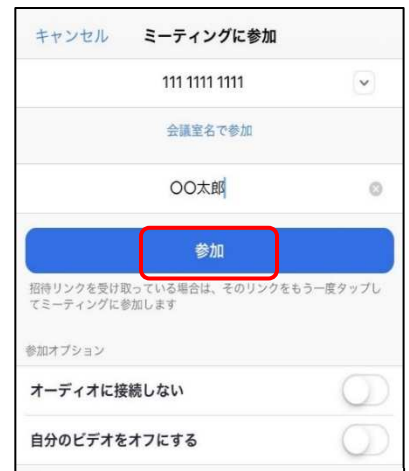 キャンセル ミーティングに参加
111 1111 1111
会議室名で参加
○○太郎
参加
招待リンクを受け取っている場合は、そのリンクをもう一度タップし
てミーティングに参加します
参加オプション
オーディオに接続しない
自分のビデオをオフにする